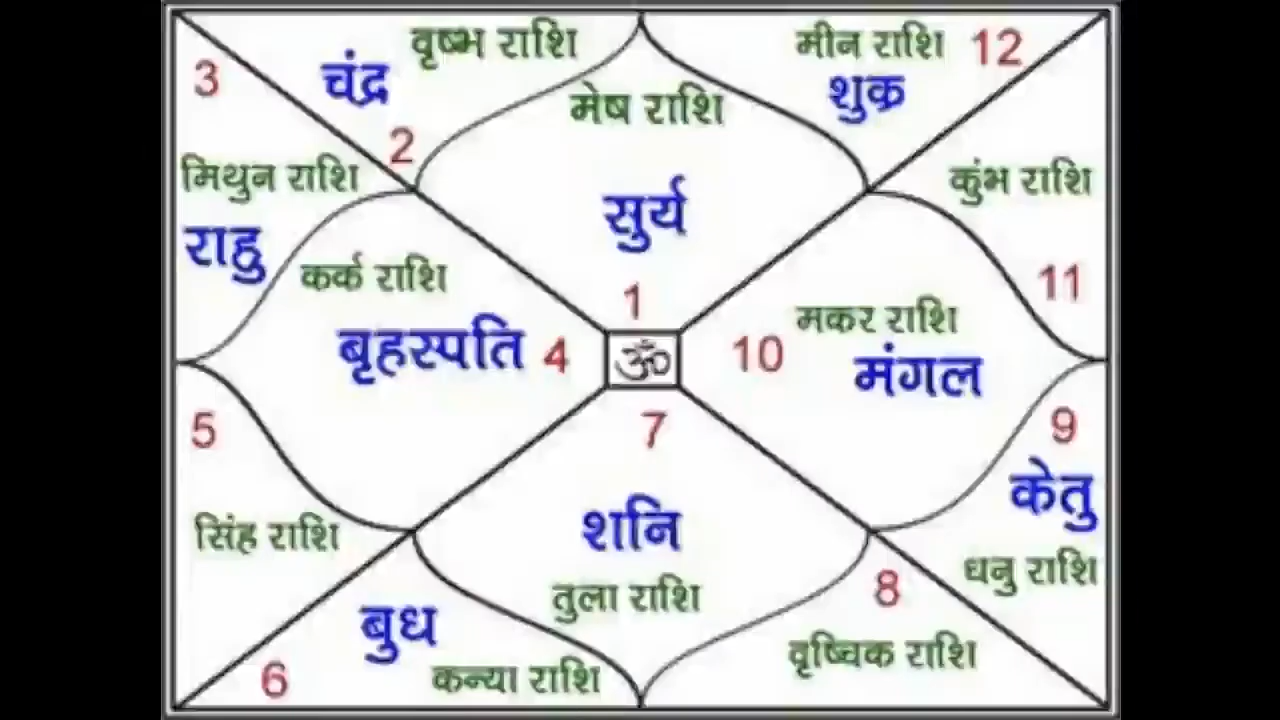 वृष्भ राशि
मीन राशि
12
3
चंद्र
शुक्र
मेष राशि
2
मिथुन राशि
कुंभ राशि
सुर्य
राहु
कर्क राशि
11
1
मकर राशि
बृहस्पति
4
ॐ
10
मंगल
5
7
9
केतु
सिंह राशि
शनि
धनु राशि
8
तुला राशि
बुध
वृष्चिक राशि
6
कन्या राशि